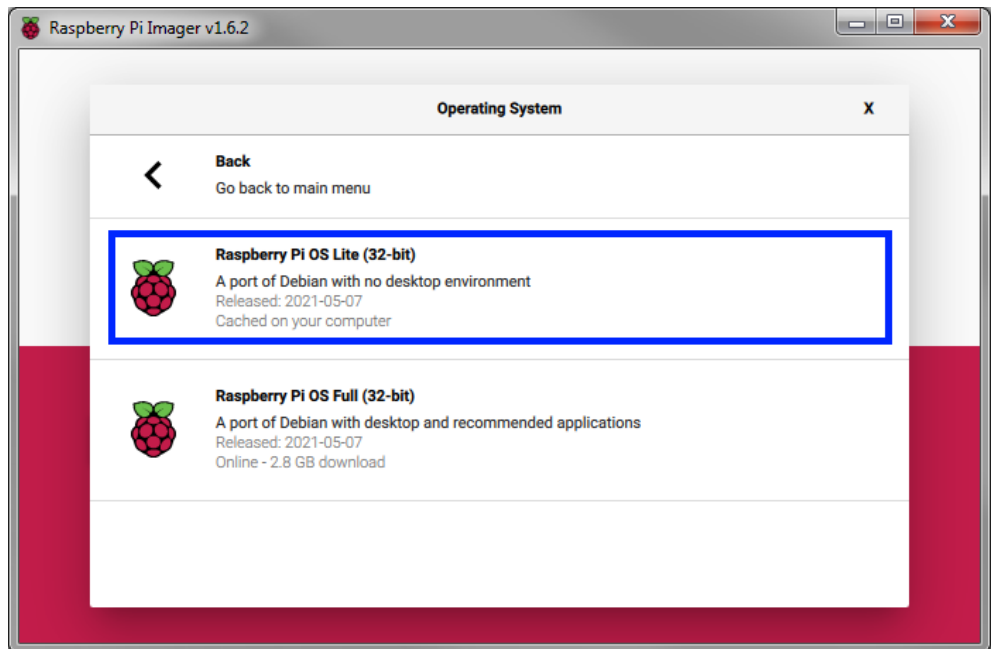 Raspberry Pi Imager v1.6.2
Operating System
X
Back
Go back to main menu
Raspberry Pi OS Lite (32-bit)
A port of Debian with no desktop environment
Released: 2021-05-07
Cached on your computer
Raspberry Pi OS Full (32-bit)
A port of Debian with desktop and recommended applications
Released: 2021-05-07
Online - 2.8 GB download